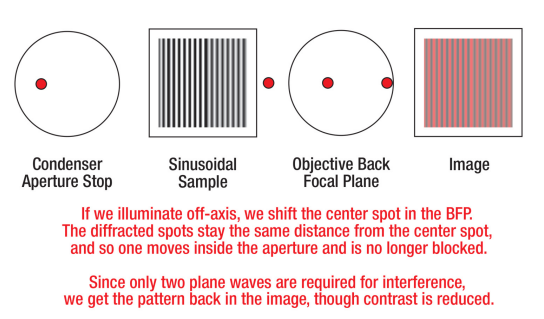 Condenser
Aperture Stop
Sinusoidal
Sample
Objective Back
Focal Plane
Image
If we illuminate off-axis, we shift the center spot in the BFP.
The diffracted spots stay the same distance from the center spot,
and so one moves inside the aperture and is no longer blocked.
Since only two plane waves are required for interference,
we get the pattern back in the image, though contrast is reduced.